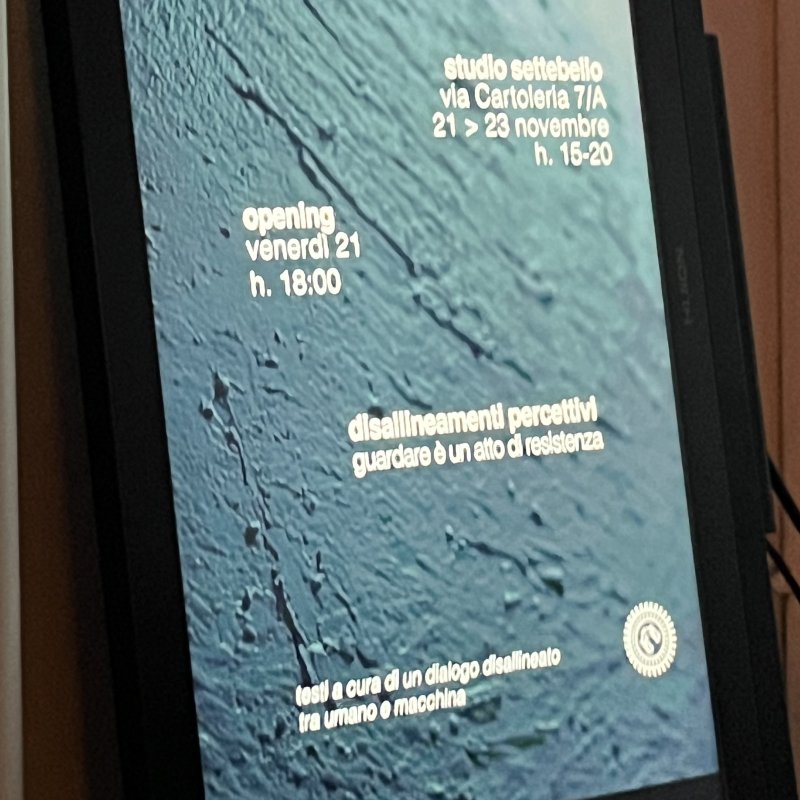 studio settebello
via Cartoleria 7/A
21 > 23 novembre
h. 15-20
opening
venerdì 21
h. 18:00
disallineamenti percettivi
guardare è un atto di resistenza
testi a cura di un dialogo disallineato
tra umano e macchina